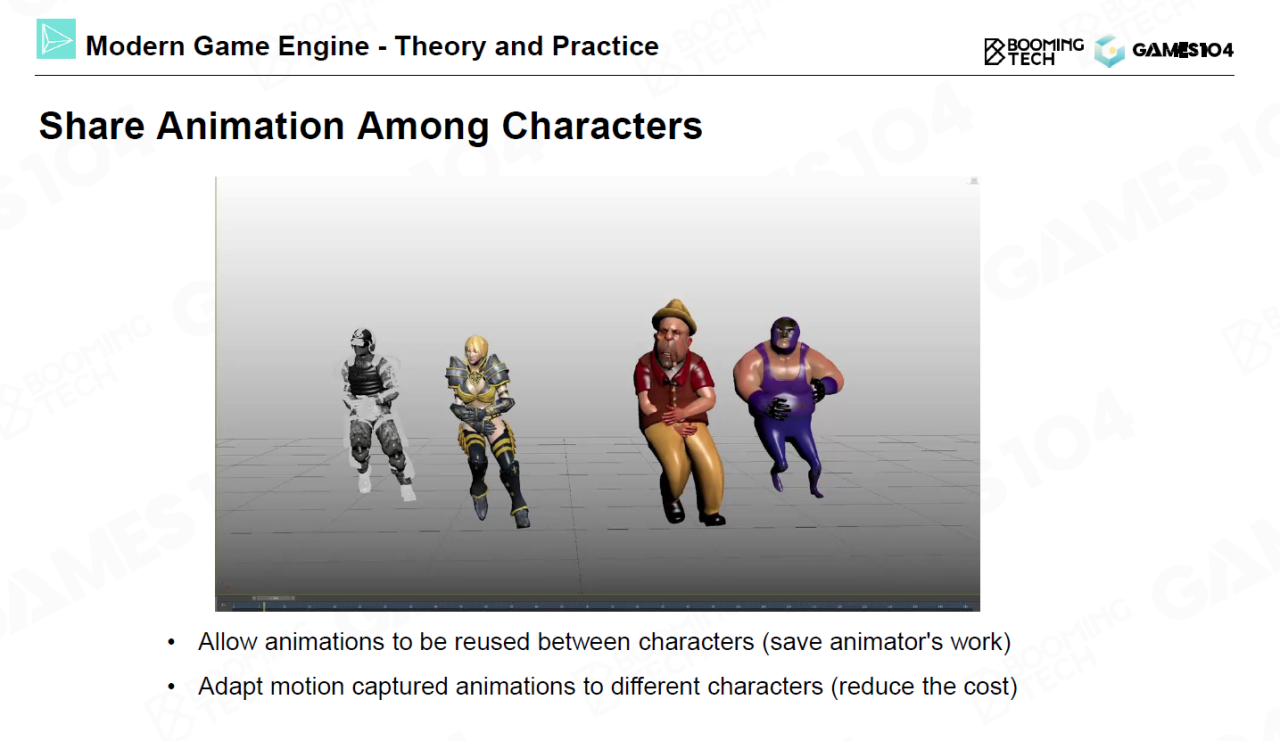 Modern Game Engine - Theory and Practice
BOOMING
TECH
GAMES104
Share Animation Among Characters
• Allow animations to be reused between characters (save animator's work)
• Adapt motion captured animations to different characters (reduce the cost)